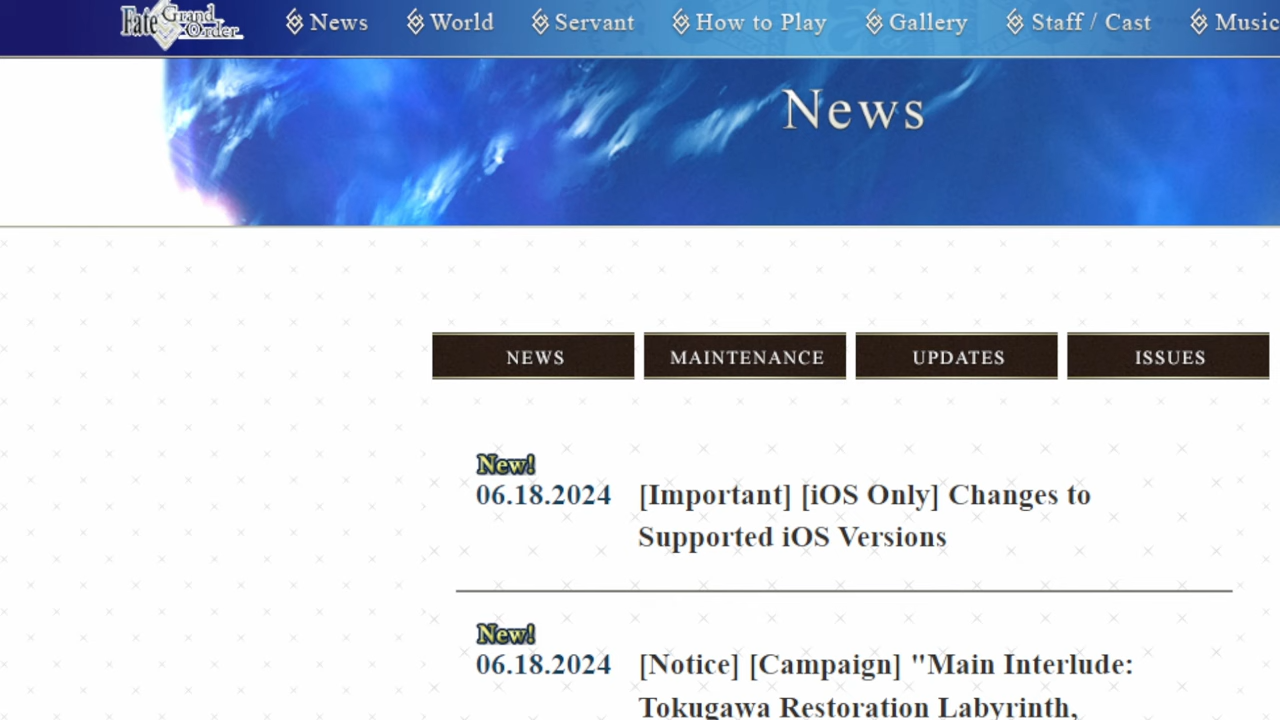 Fate Grand Order News World Servant How to Play Gallery Staff / Cast Music
News
NEWS MAINTENANCE UPDATES ISSUES
New!
06.18.2024 [Important] [iOS Only] Changes to
Supported iOS Versions
New!
06.18.2024 [Notice] [Campaign] "Main Interlude:
Tokugawa Restoration Labyrinth,